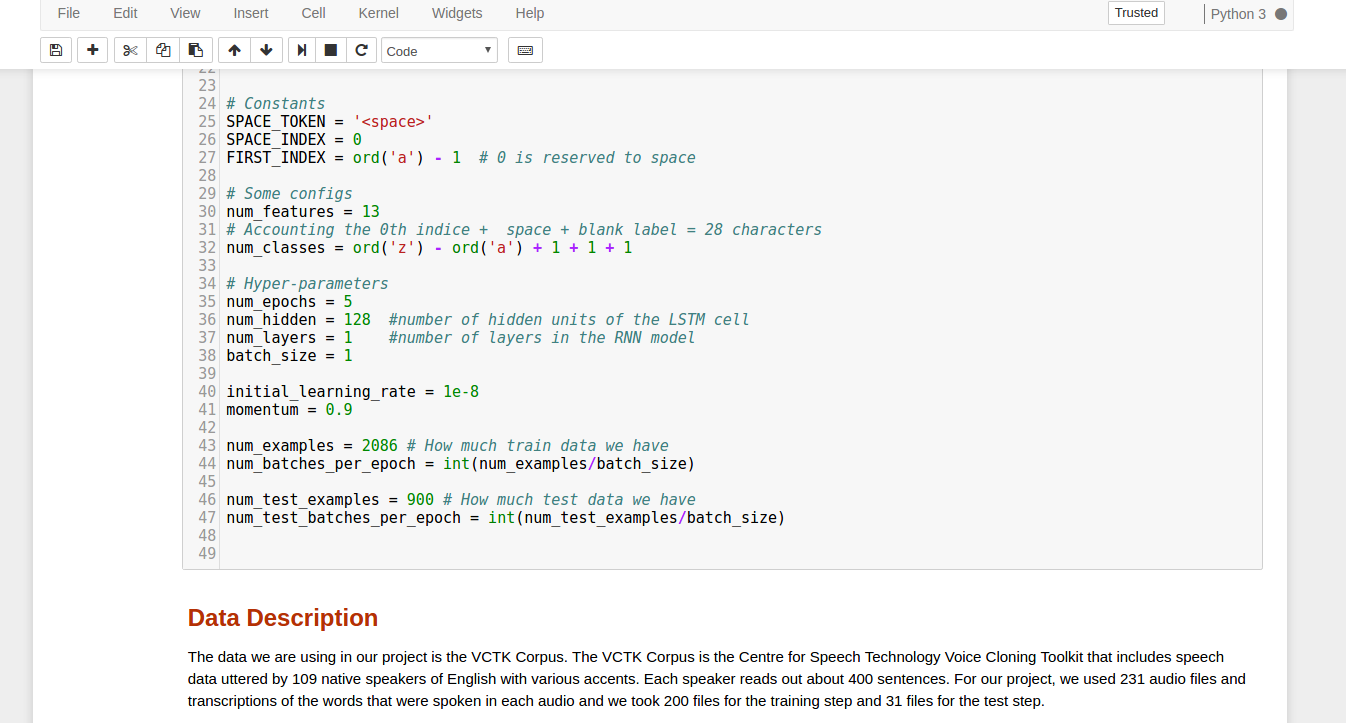 File Edit View Insert Cell Kernel Widgets Help Trusted Python 3
Code
22
23
24 # Constants
25 SPACE_TOKEN = '<space>'
26 SPACE_INDEX = 0
27 FIRST_INDEX = ord('a') - 1  # 0 is reserved to space
28
29 # Some configs
30 num_features = 13
31 # Accounting the 0th indice +  space + blank label = 28 characters
32 num_classes = ord('z') - ord('a') + 1 + 1 + 1
33
34 # Hyper-parameters
35 num_epochs = 5
36 num_hidden = 128  #number of hidden units of the LSTM cell
37 num_layers = 1    #number of layers in the RNN model
38 batch_size = 1
39
40 initial_learning_rate = 1e-8
41 momentum = 0.9
42
43 num_examples = 2086 # How much train data we have
44 num_batches_per_epoch = int(num_examples/batch_size)
45
46 num_test_examples = 900 # How much test data we have
47 num_test_batches_per_epoch = int(num_test_examples/batch_size)
48
49
Data Description
The data we are using in our project is the VCTK Corpus. The VCTK Corpus is the Centre for Speech Technology Voice Cloning Toolkit that includes speech
data uttered by 109 native speakers of English with various accents. Each speaker reads out about 400 sentences. For our project, we used 231 audio files and
transcriptions of the words that were spoken in each audio and we took 200 files for the training step and 31 files for the test step.